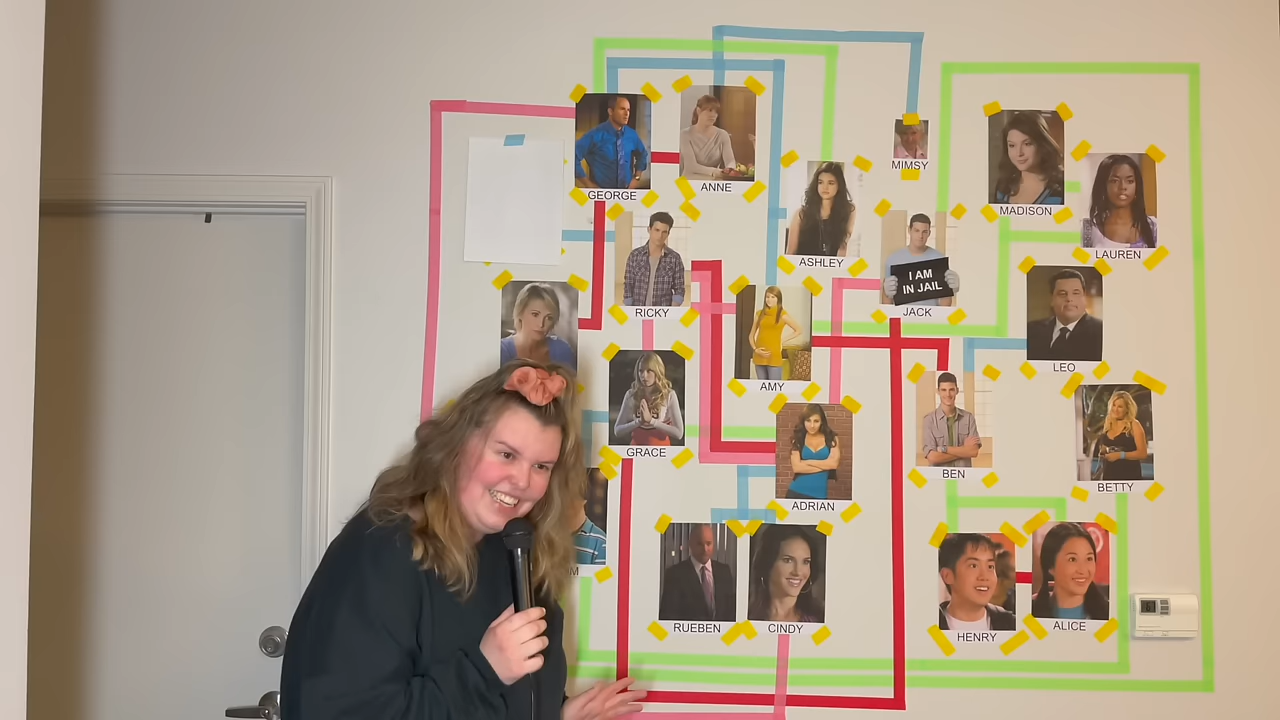 GEORGE
ANNE
MIMSY
MADISON
LAUREN
ASHLEY
I AM
IN JAIL
JACK
RICKY
LEO
AMY
GRACE
BEN
BETTY
ADRIAN
RUEBEN
CINDY
HENRY
ALICE